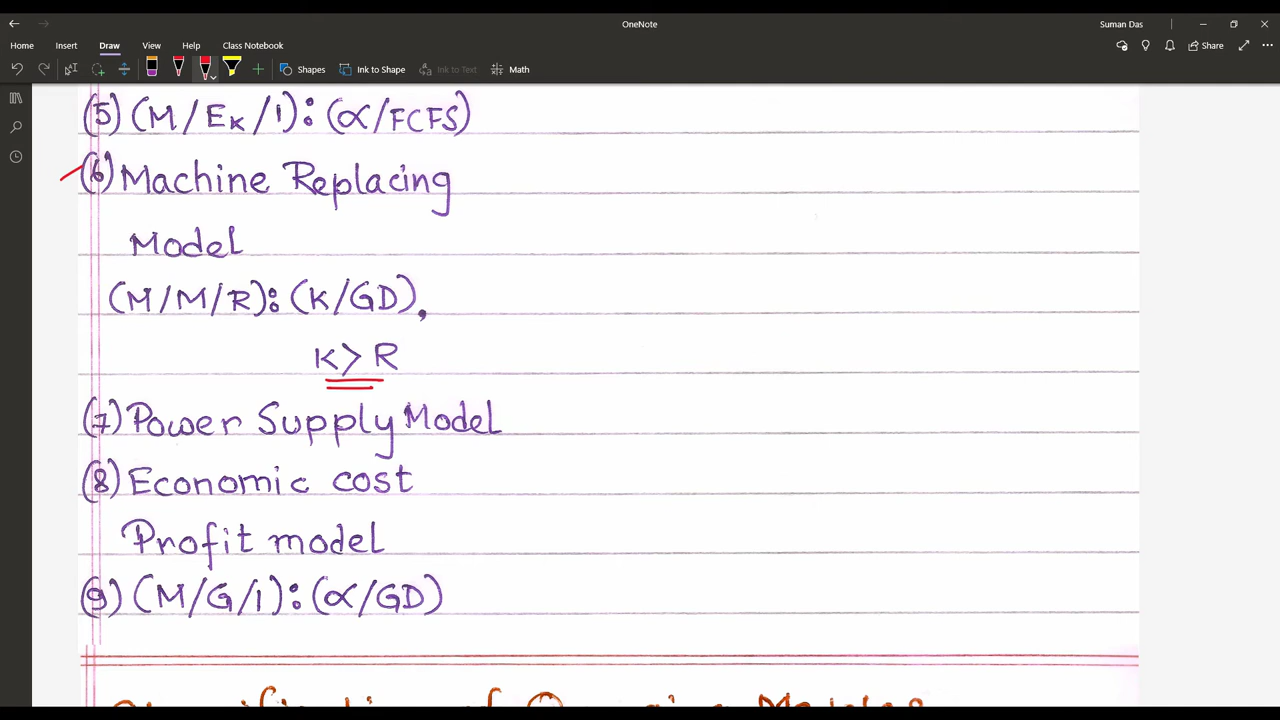 OneNote
Suman Das
Home Insert Draw View Help Class Notebook
Share
Shapes Ink to Shape Ink to Text Math
(5) (M/Ek/1): (α/FCFS)
(6) Machine Replacing
Model
(M/M/R): (K/GD),
K> R
(7) Power Supply Model
(8) Economic cost
Profit model
(9) (M/G/1): (α/GD)